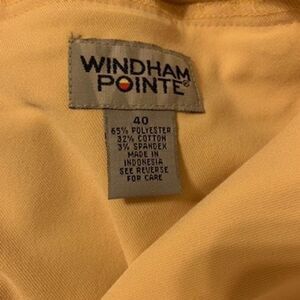 WINDHAM
POINTE®
40
65% POLYESTER
32% COTTON
3% SPANDEX
MADE IN
INDONESIA
SEE REVERSE
FOR CARE